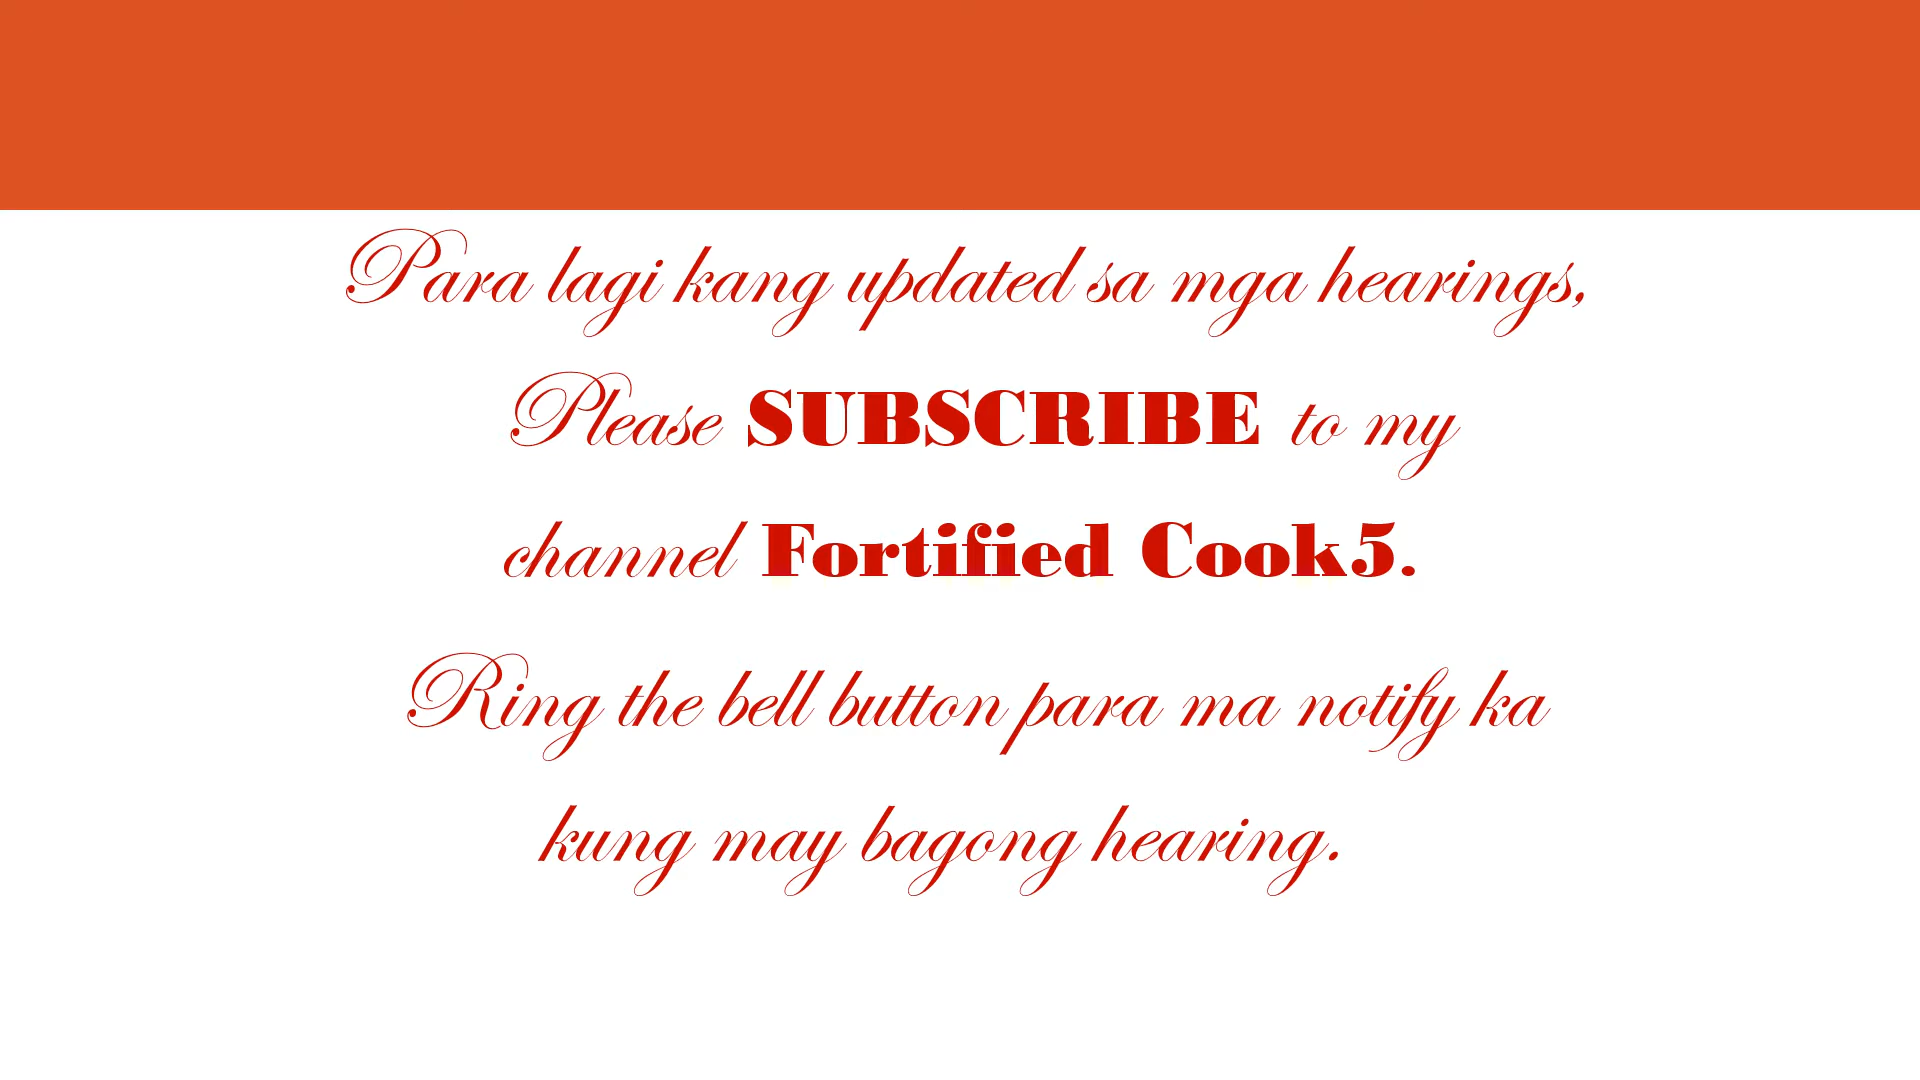 Para lagi kang updated sa mga hearings,
Please SUBSCRIBE to my
channel Fortified Cook5.
Ring the bell button para ma notify ka
kung may bagong hearing.